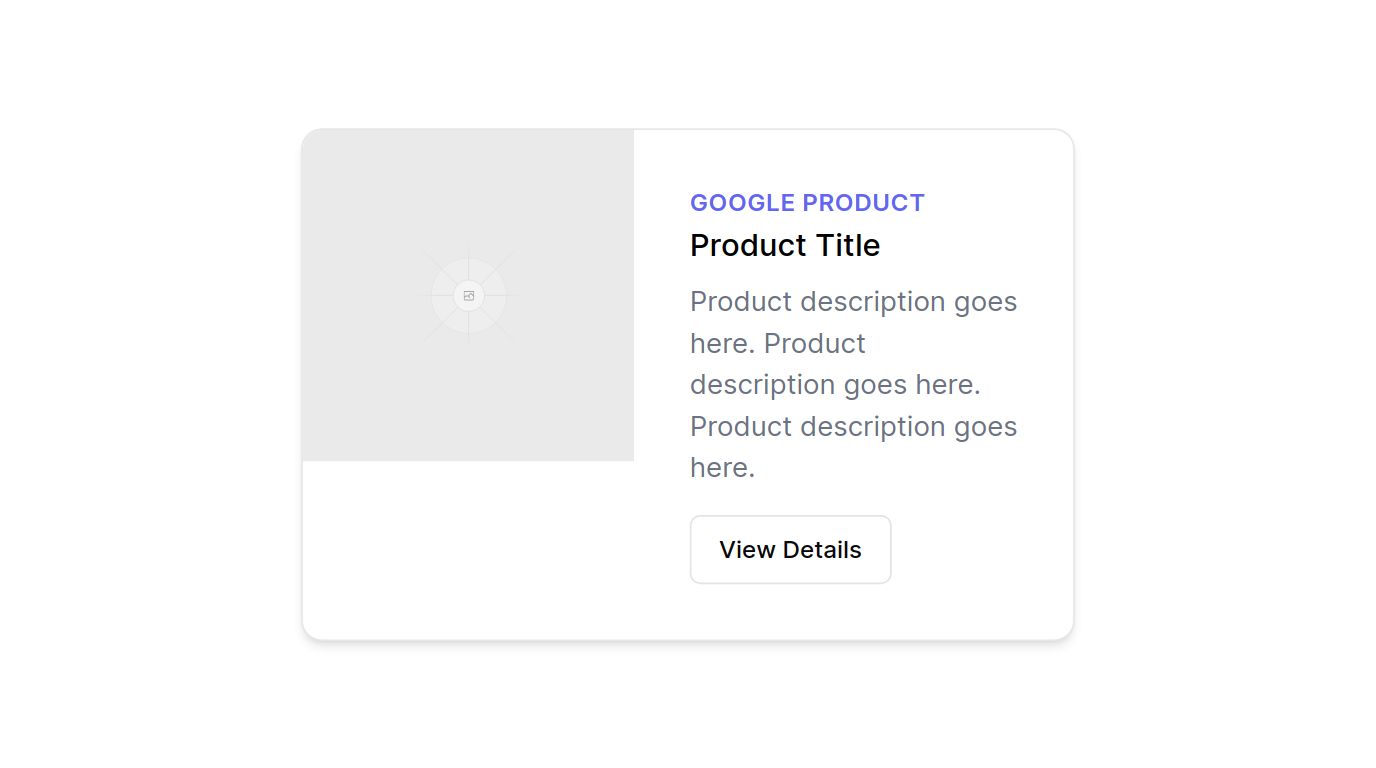 GOOGLE PRODUCT
Product Title
Product description goes
here. Product
description goes here.
Product description goes
here.
View Details